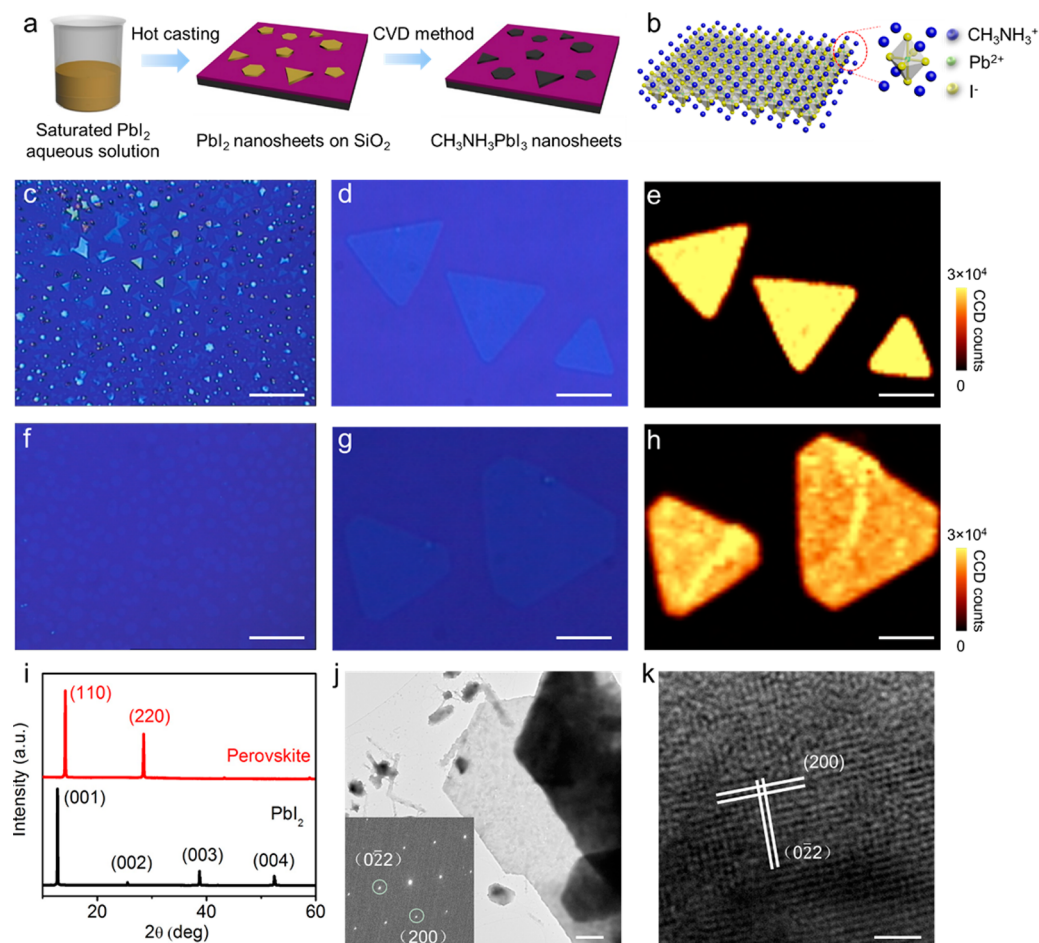 a
Hot casting
CVD method
Saturated PbI₂
aqueous solution
PbI₂ nanosheets on SiO₂
CH₃NH₃PbI₃ nanosheets
b
CH₃NH₃⁺
Pb²⁺
I⁻
c
d
e
3×10⁴
CCD counts
0
f
g
h
3×10⁴
CCD counts
0
i
(110)
(220)
Perovskite
(001)
PbI₂
(002)
(003)
(004)
Intensity (a.u.)
20
40
60
2θ (deg)
j
(02̅2)
(200)
k
(200)
(02̅2)